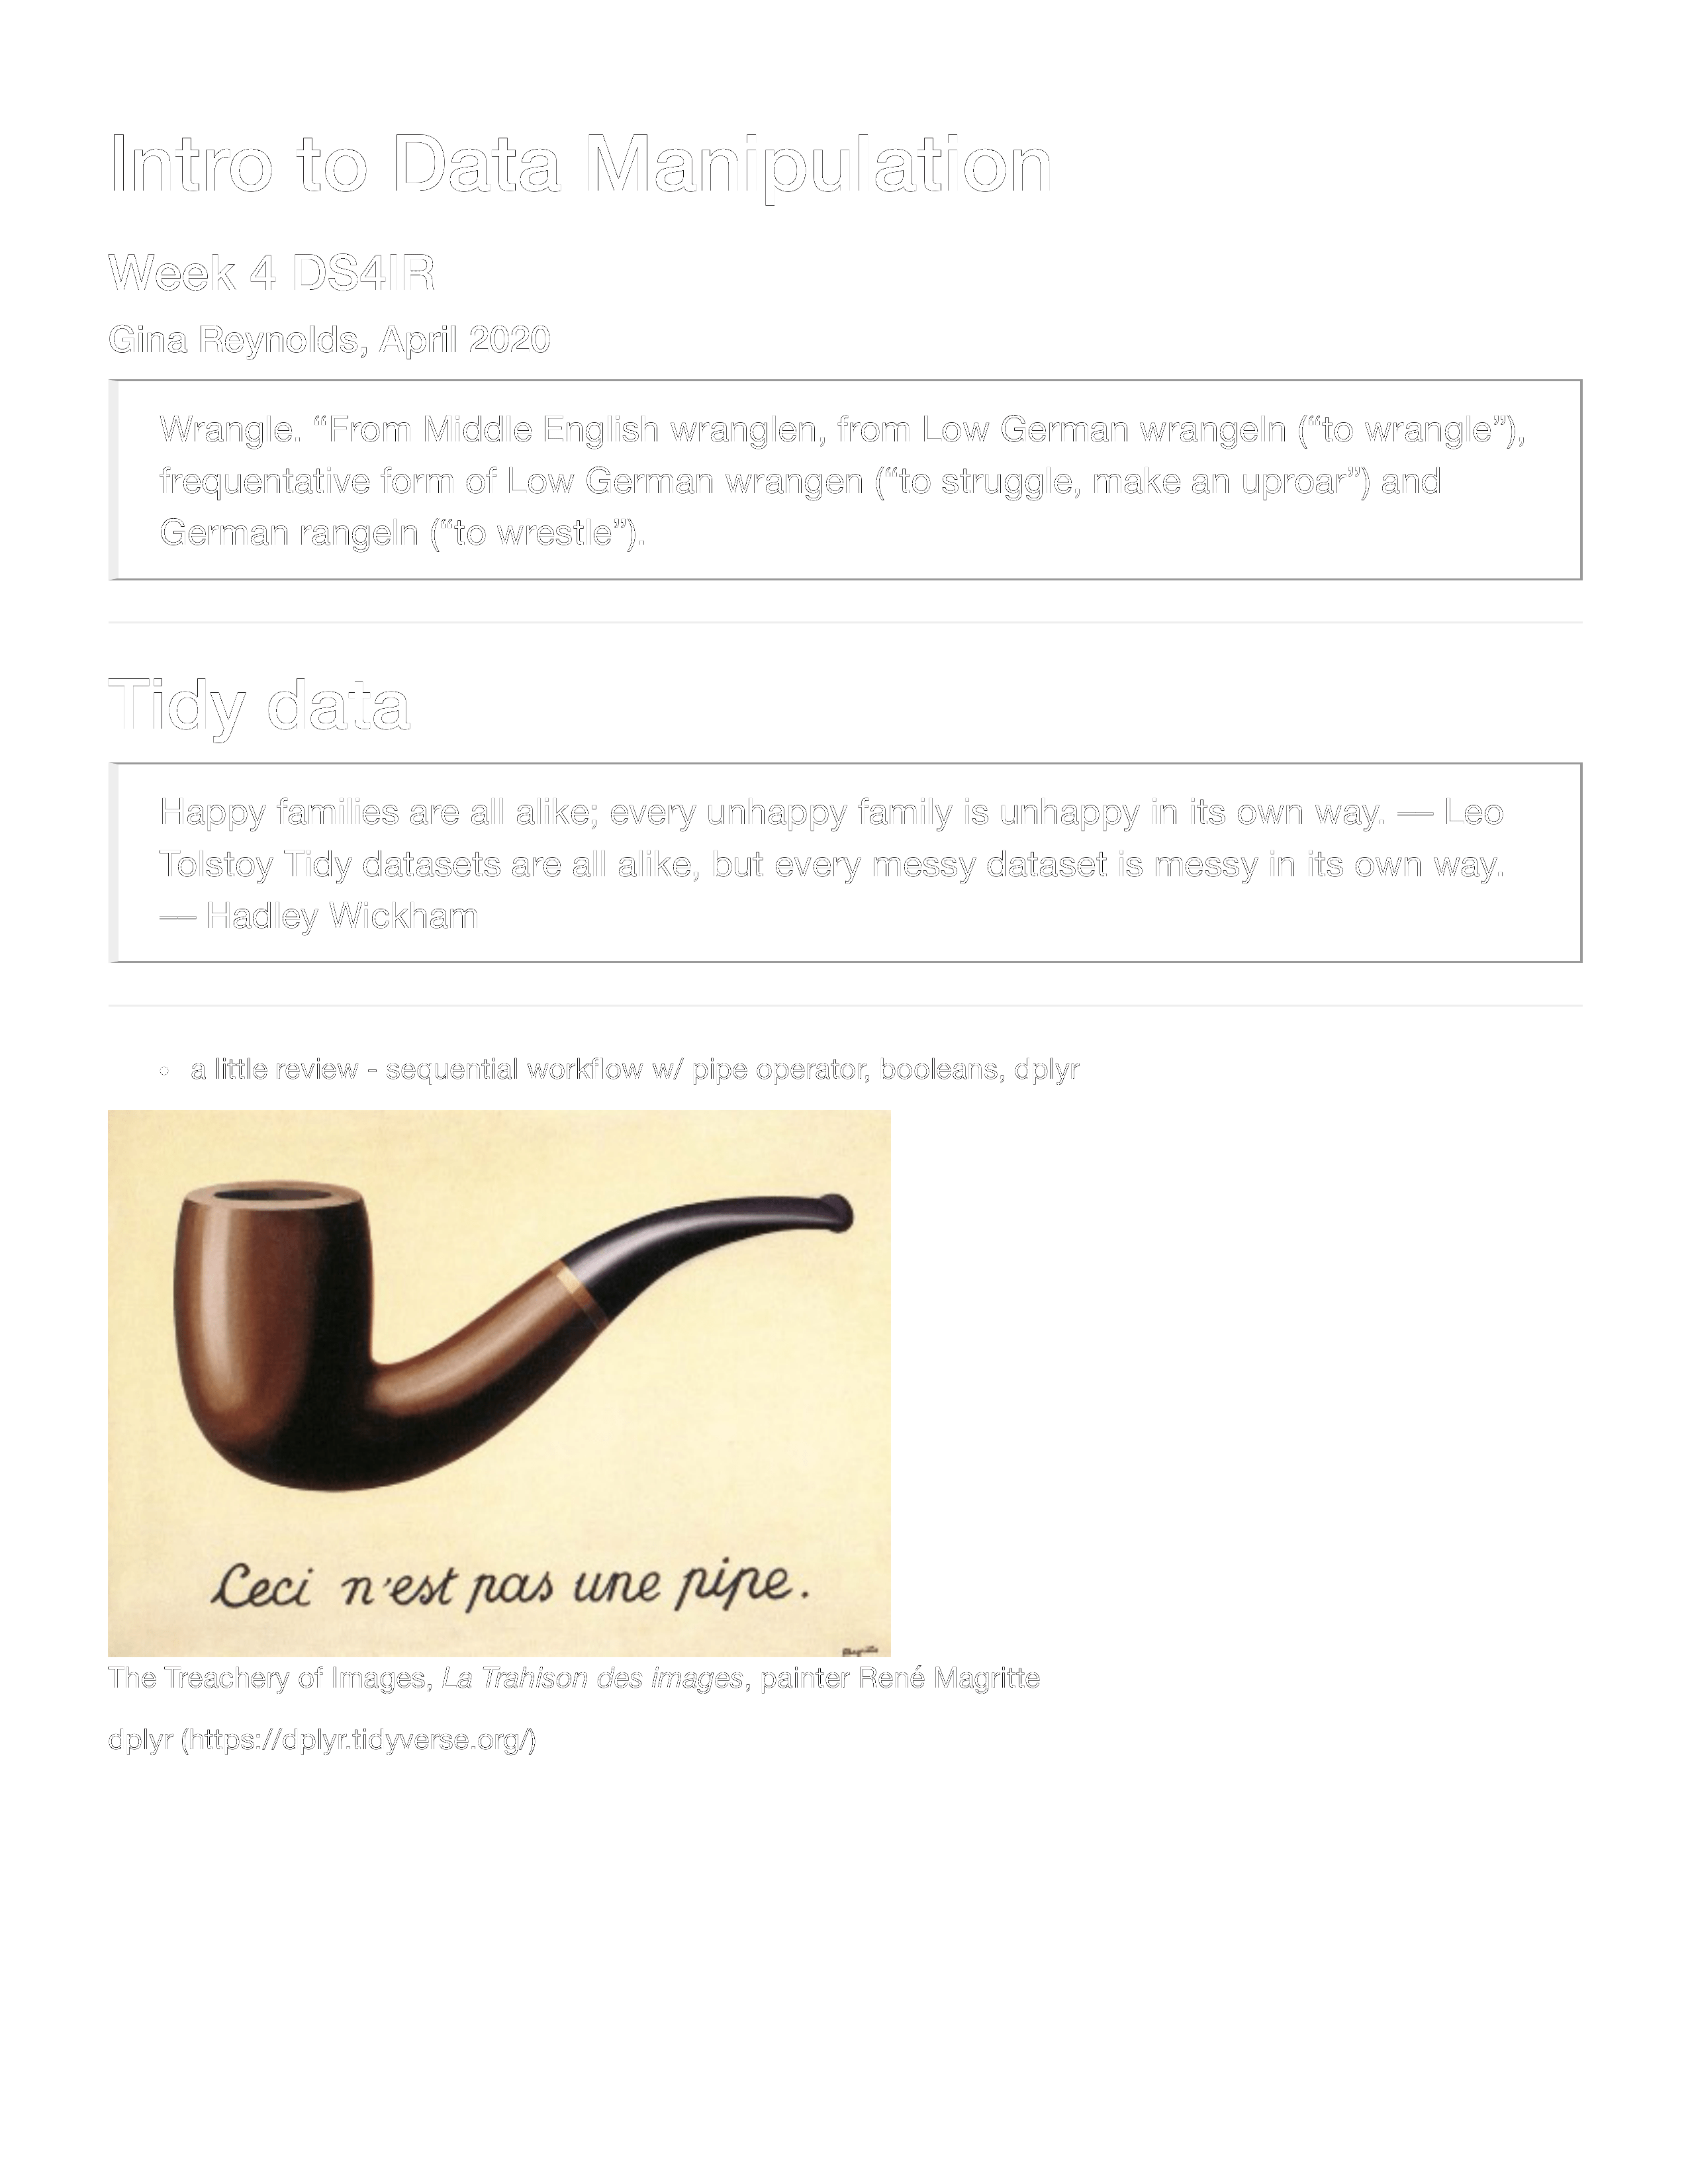 Intro to Data Manipulation
Week 4 DS4IR
Gina Reynolds, April 2020
Wrangle. “From Middle English wranglen, from Low German wrangeln (“to wrangle”),
frequentative form of Low German wrangen (“to struggle, make an uproar”) and
German rangeln (“to wrestle”).
Tidy data
Happy families are all alike; every unhappy family is unhappy in its own way. — Leo
Tolstoy Tidy datasets are all alike, but every messy dataset is messy in its own way.
— Hadley Wickham
◦ a little review - sequential workflow w/ pipe operator, booleans, dplyr
Ceci n’est pas une pipe.
Magritte
The Treachery of Images, La Trahison des images, painter René Magritte
dplyr (https://dplyr.tidyverse.org/)